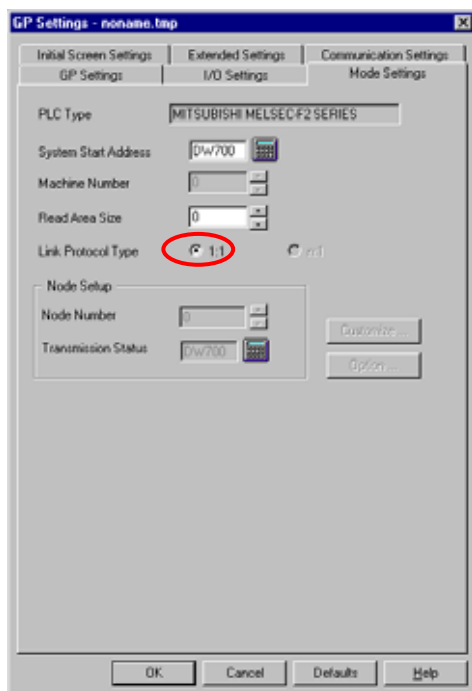 GP Settings - noname.tmp
Initial Screen Settings
Extended Settings
Communication Settings
GP Settings
I/O Settings
Mode Settings
PLC Type
MITSUBISHI MELSEC-F2 SERIES
System Start Address
DW700
Machine Number
0
Read Area Size
0
Link Protocol Type
1:1
n:1
Node Setup
Node Number
0
Transmission Status
DW700
Customize ...
Option ...
OK
Cancel
Defaults
Help